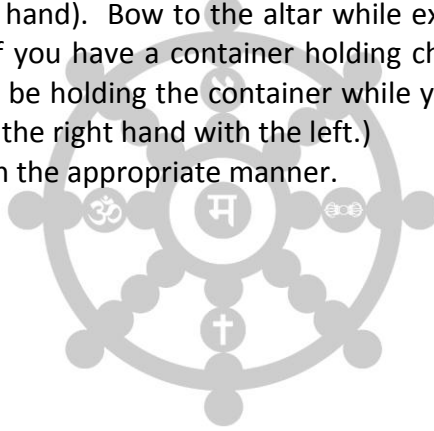 hand). Bow to the altar while ex
f you have a container holding ch
be holding the container while y
the right hand with the left.)
n the appropriate manner.
ॐ
म